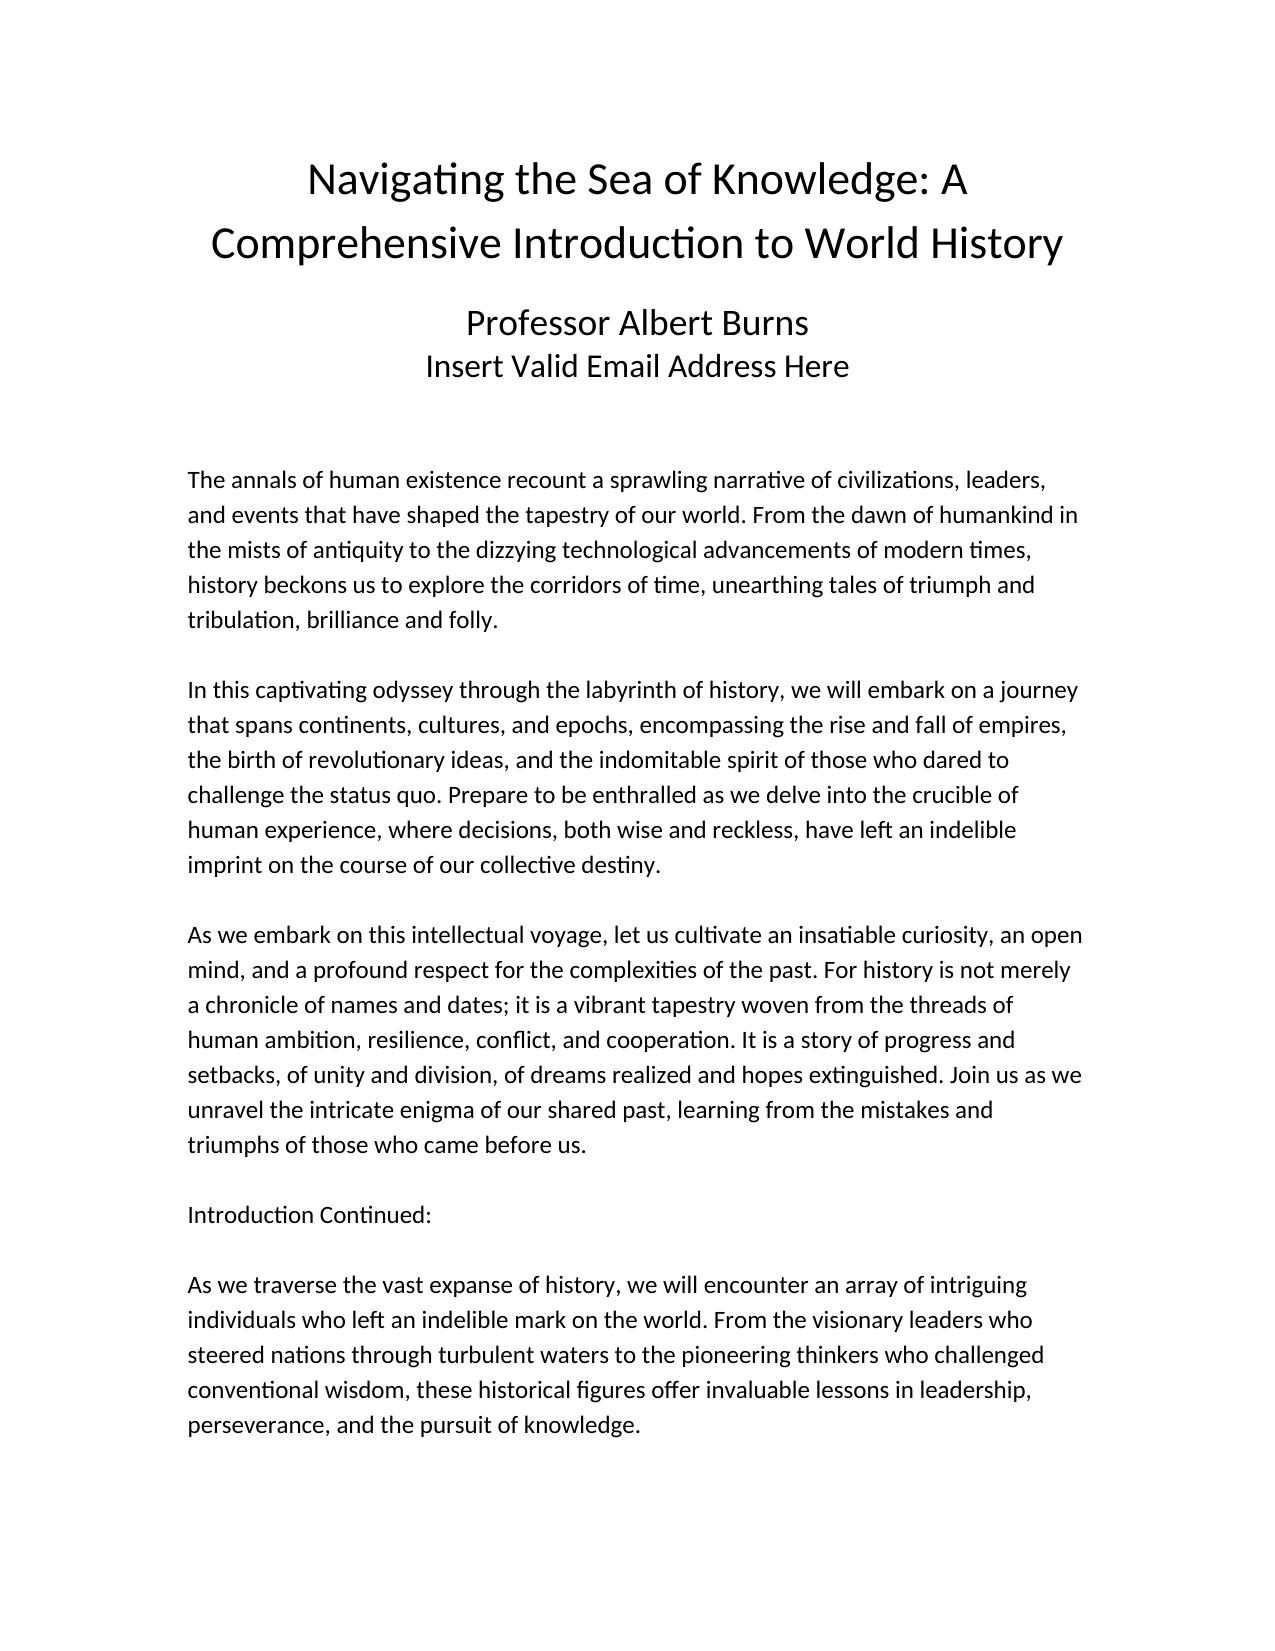 Navigating the Sea of Knowledge: A
Comprehensive Introduction to World History
Professor Albert Burns
Insert Valid Email Address Here
The annals of human existence recount a sprawling narrative of civilizations, leaders,
and events that have shaped the tapestry of our world. From the dawn of humankind in
the mists of antiquity to the dizzying technological advancements of modern times,
history beckons us to explore the corridors of time, unearthing tales of triumph and
tribulation, brilliance and folly.
In this captivating odyssey through the labyrinth of history, we will embark on a journey
that spans continents, cultures, and epochs, encompassing the rise and fall of empires,
the birth of revolutionary ideas, and the indomitable spirit of those who dared to
challenge the status quo. Prepare to be enthralled as we delve into the crucible of
human experience, where decisions, both wise and reckless, have left an indelible
imprint on the course of our collective destiny.
As we embark on this intellectual voyage, let us cultivate an insatiable curiosity, an open
mind, and a profound respect for the complexities of the past. For history is not merely
a chronicle of names and dates; it is a vibrant tapestry woven from the threads of
human ambition, resilience, conflict, and cooperation. It is a story of progress and
setbacks, of unity and division, of dreams realized and hopes extinguished. Join us as we
unravel the intricate enigma of our shared past, learning from the mistakes and
triumphs of those who came before us.
Introduction Continued:
As we traverse the vast expanse of history, we will encounter an array of intriguing
individuals who left an indelible mark on the world. From the visionary leaders who
steered nations through turbulent waters to the pioneering thinkers who challenged
conventional wisdom, these historical figures offer invaluable lessons in leadership,
perseverance, and the pursuit of knowledge.